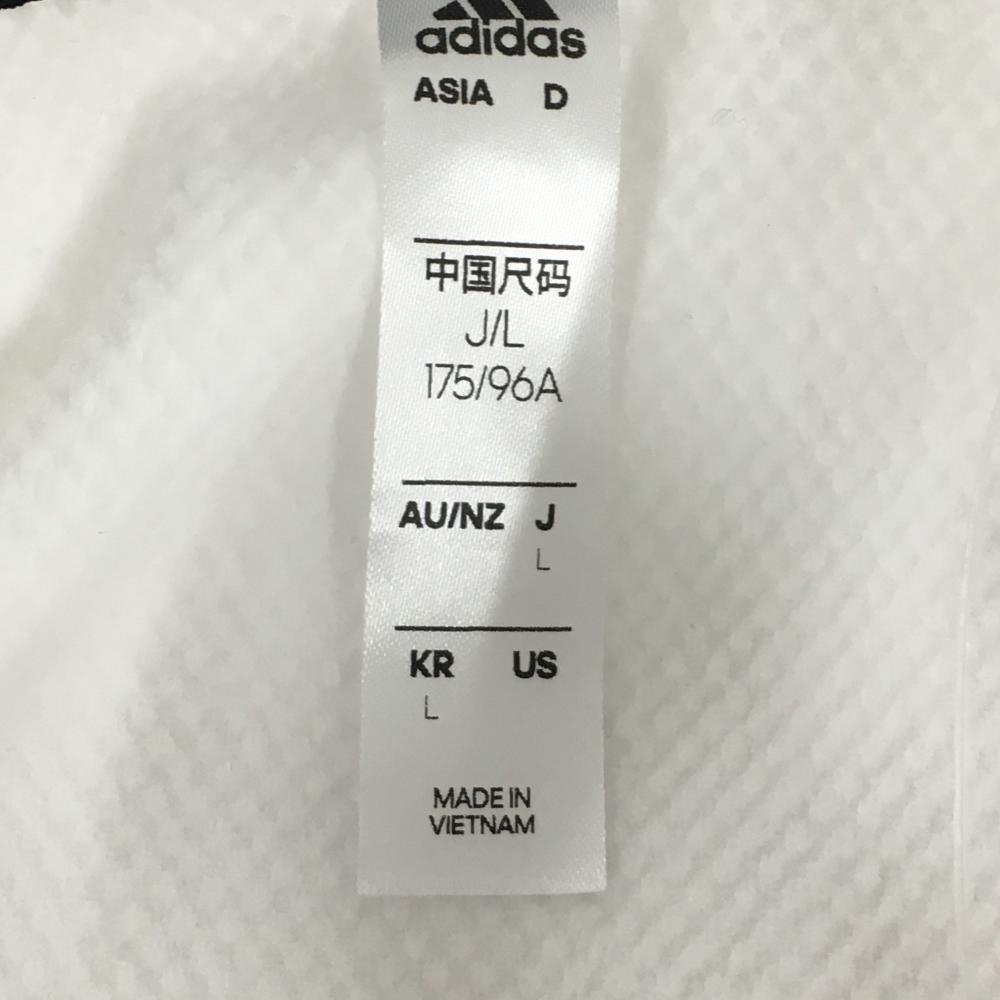 adidas
ASIA D
中国尺码
J/L
175/96A
AU/NZ J
L
KR US
L
MADE IN
VIETNAM